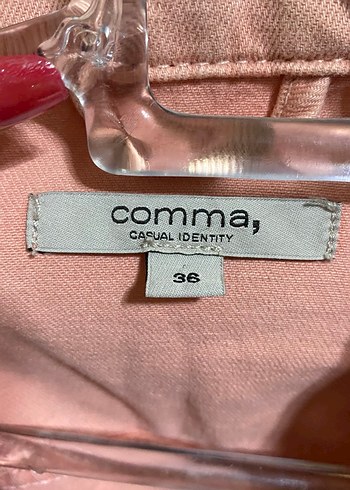 comma,
CASUAL IDENTITY
36